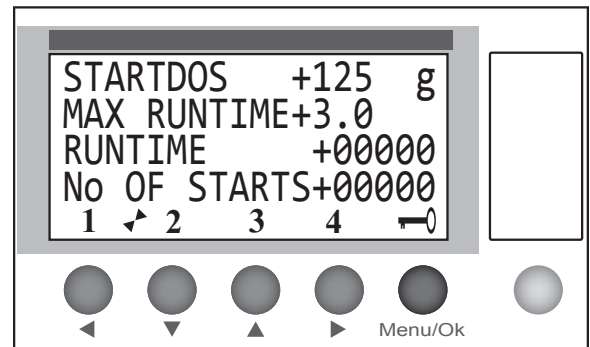 STARTDOS +125 g
MAX RUNTIME+3.0
RUNTIME +00000
No OF STARTS+00000
1 2 3 4
Menu/Ok